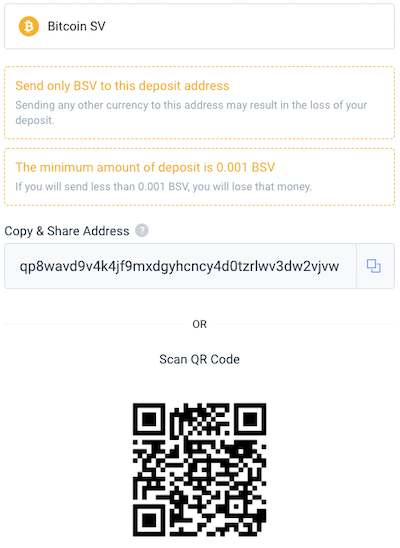 Bitcoin SV
Send only BSV to this deposit address
Sending any other currency to this address may result in the loss of your
deposit.
The minimum amount of deposit is 0.001 BSV
If you will send less than 0.001 BSV, you will lose that money.
Copy & Share Address ?
qp8wavd9v4k4jf9mxdgyhcncy4d0tzrlwv3dw2vjvw
OR
Scan QR Code